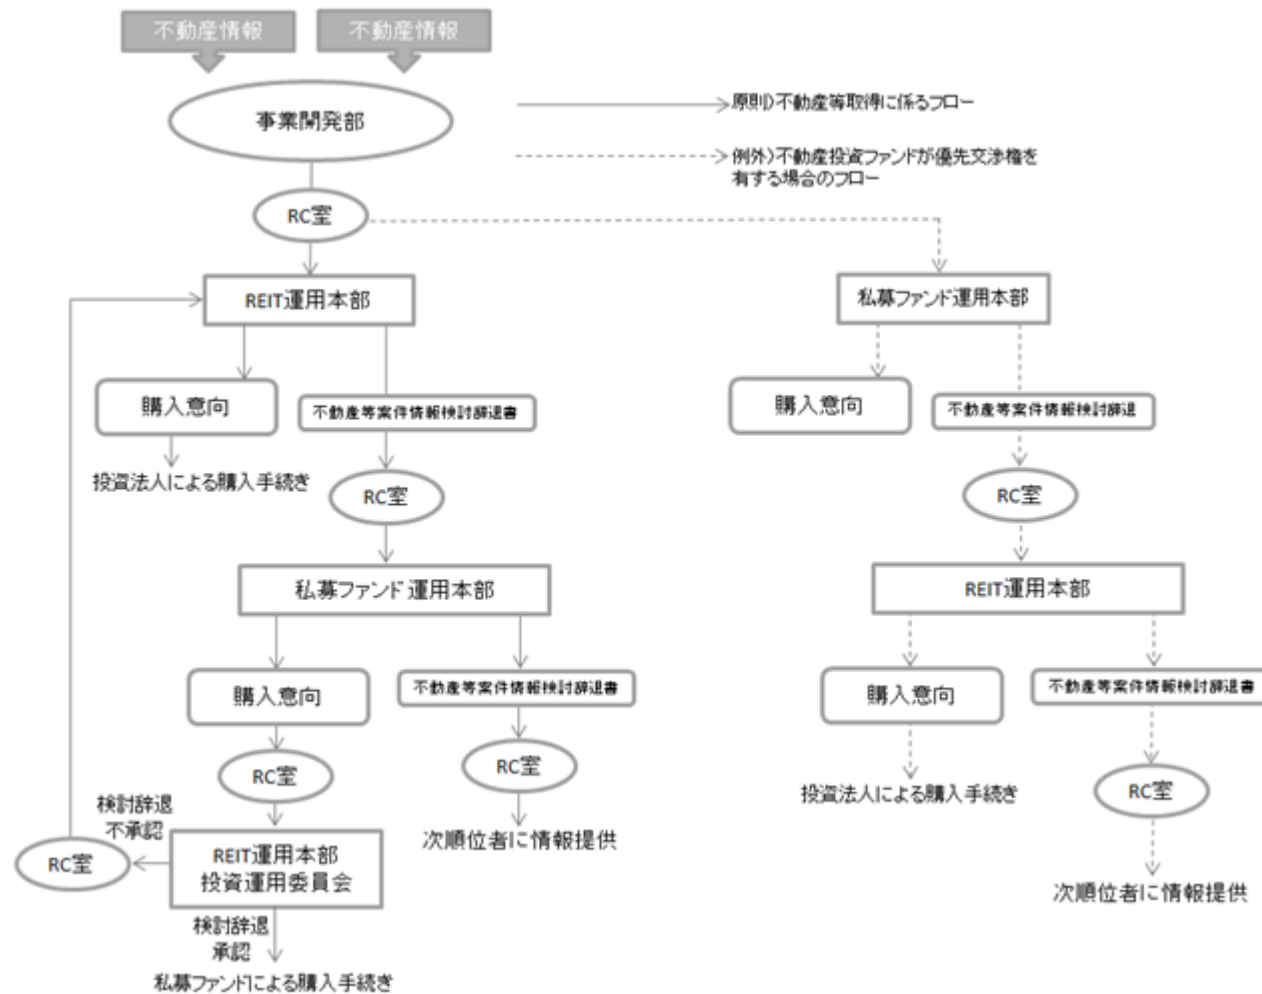 不動産情報
不動産情報
事業開発部
原則)不動産等取得に係るフロー
例外)不動産投資ファンドが優先交渉権を
有する場合のフロー
RC室
REIT運用本部
私募ファンド運用本部
購入意向
不動産等案件情報検討辞退書
購入意向
不動産等案件情報検討辞退
投資法人による購入手続き
RC室
RC室
私募ファンド運用本部
REIT運用本部
購入意向
不動産等案件情報検討辞退書
購入意向
不動産等案件情報検討辞退書
RC室
RC室
投資法人による購入手続き
RC室
検討辞退
不承認
次順位者に情報提供
RC室
REIT運用本部
投資運用委員会
次順位者に情報提供
検討辞退
承認
私募ファンドによる購入手続き